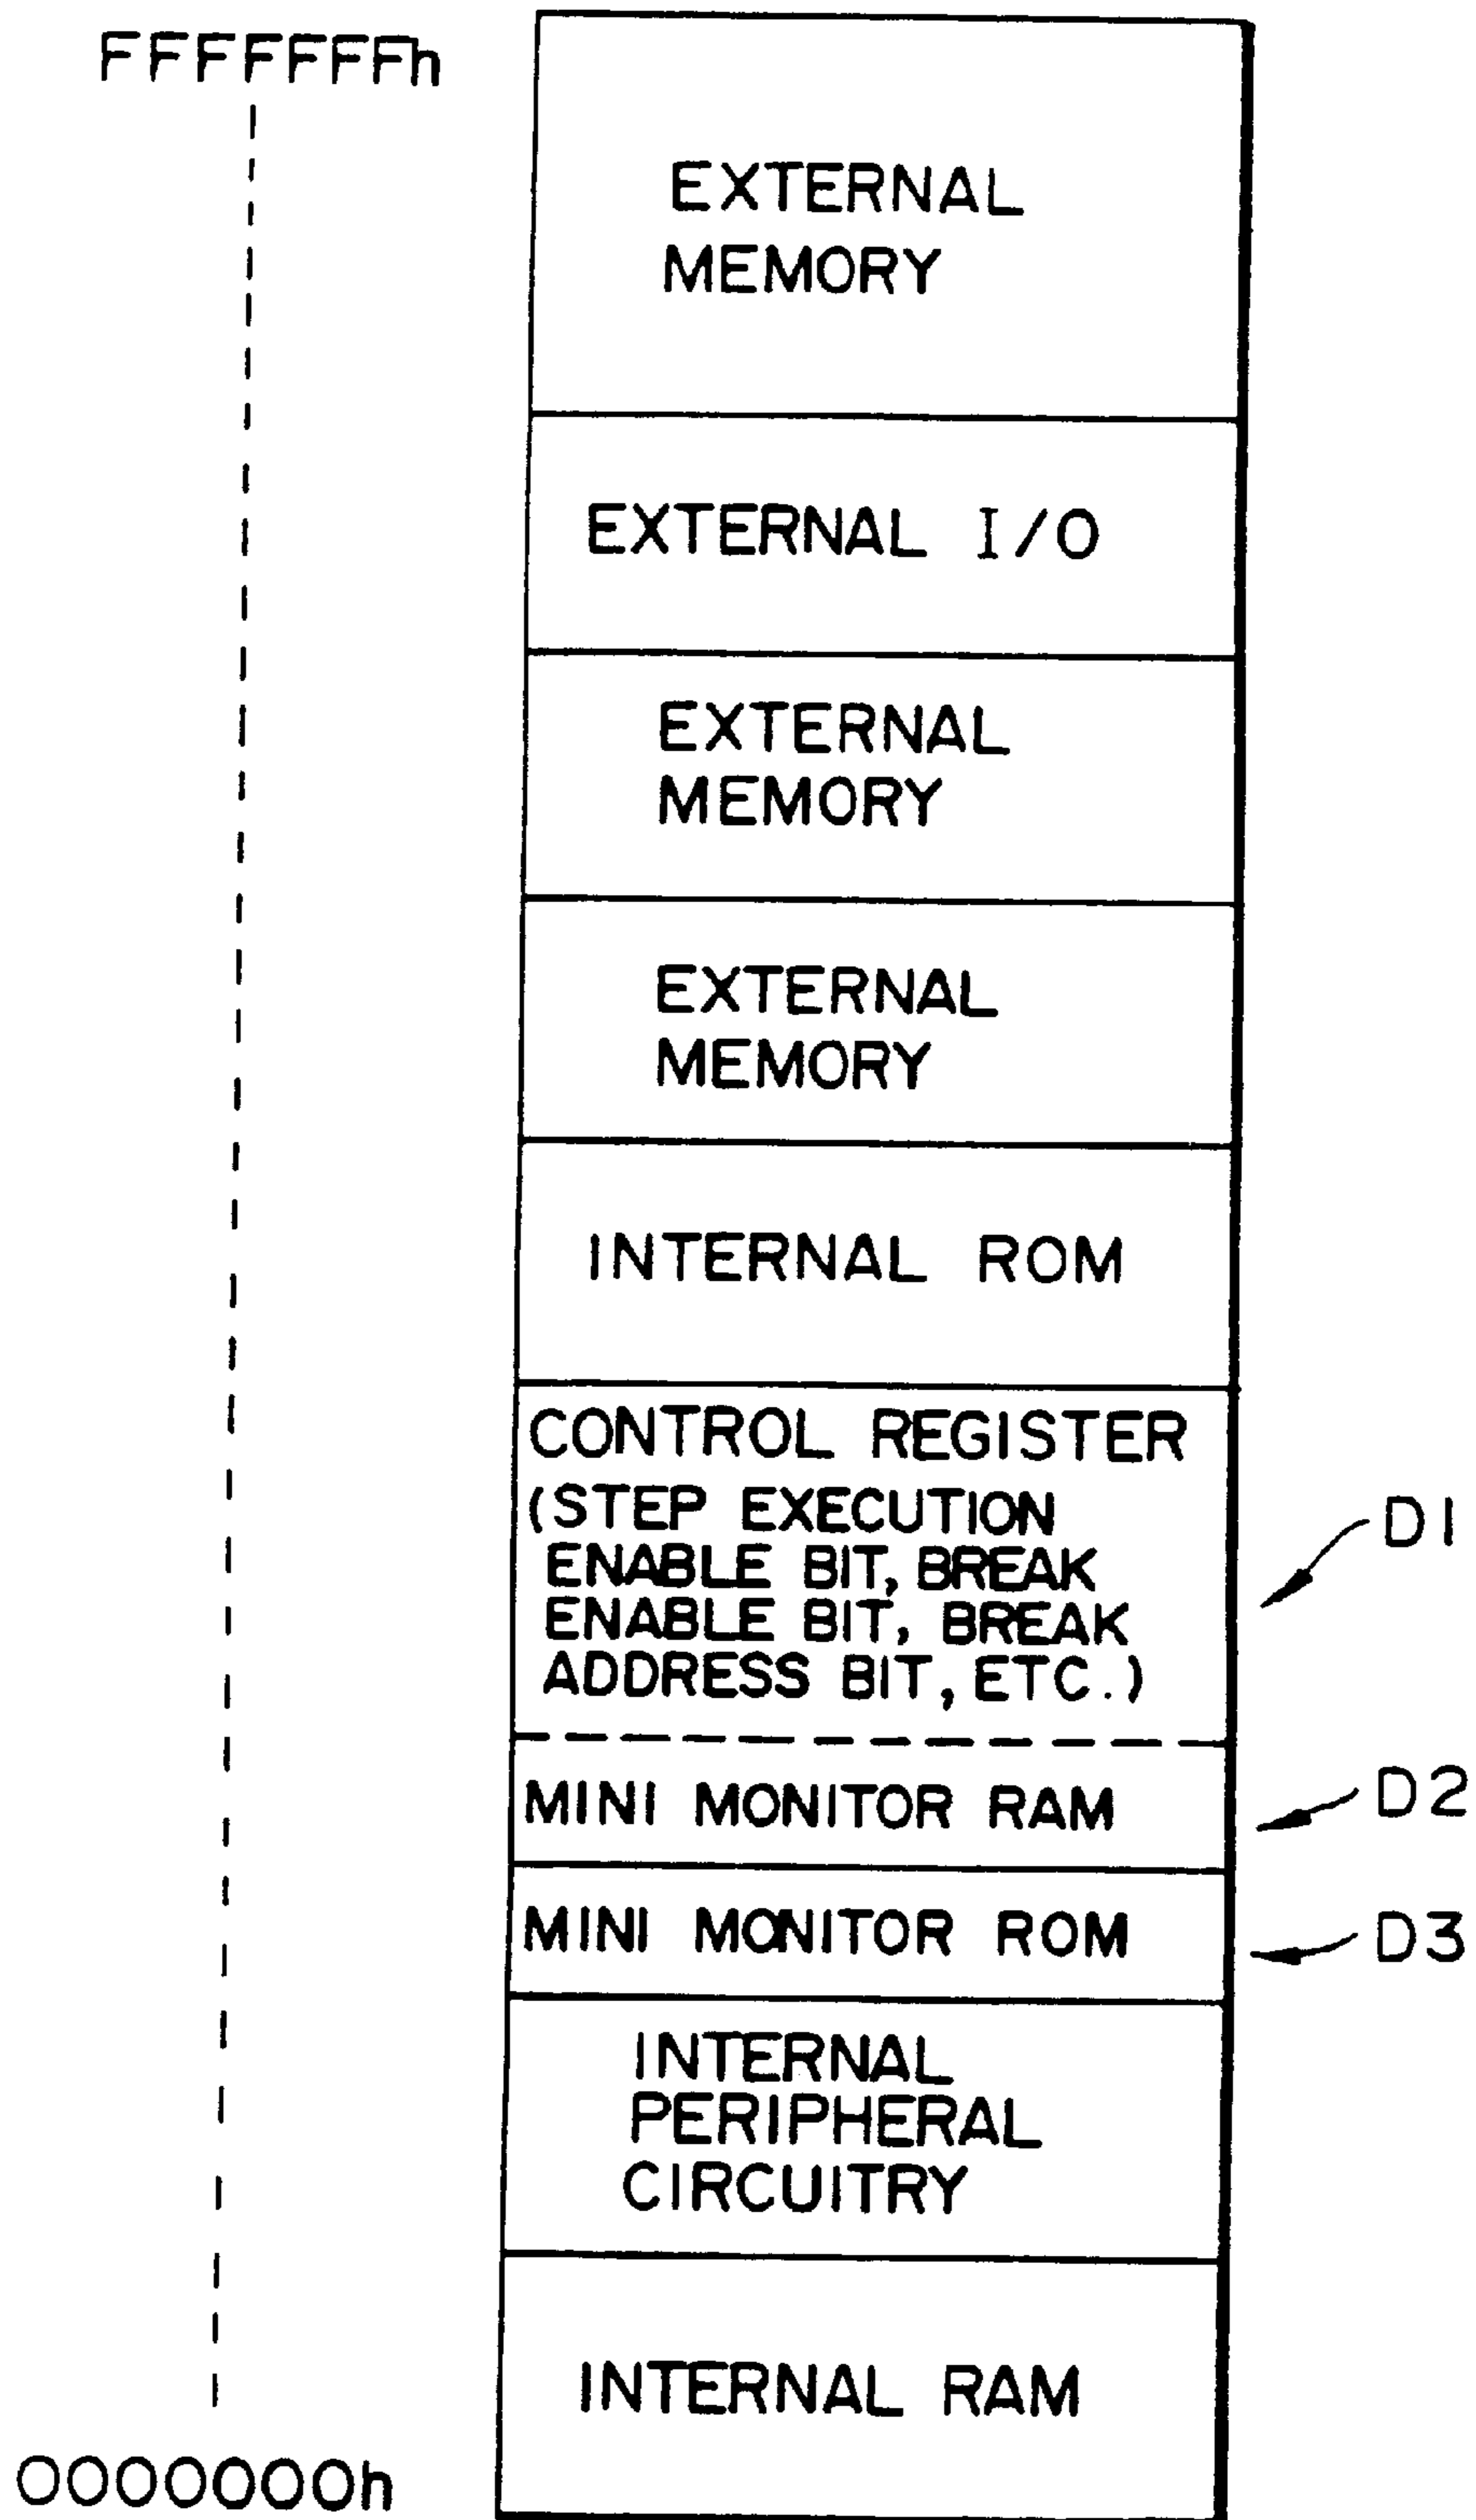 FFFFFFFh
EXTERNAL
MEMORY
EXTERNAL I/O
EXTERNAL
MEMORY
EXTERNAL
MEMORY
INTERNAL ROM
CONTROL REGISTER
(STEP EXECUTION
ENABLE BIT, BREAK
ENABLE BIT, BREAK
ADDRESS BIT, ETC.)
D1
MINI MONITOR RAM
D2
MINI MONITOR ROM
D3
INTERNAL
PERIPHERAL
CIRCUITRY
INTERNAL RAM
0000000h